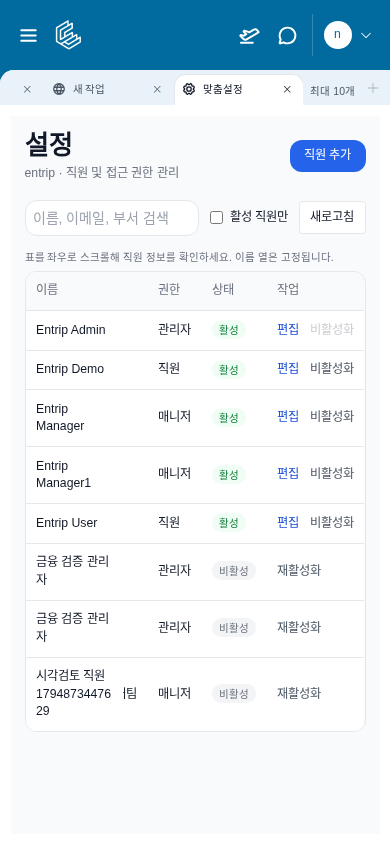 n
새 작업
맞춤설정
최대 10개
설정
entrip · 직원 및 접근 권한 관리
직원 추가
이름, 이메일, 부서 검색
활성 직원만
새로고침
표를 좌우로 스크롤해 직원 정보를 확인하세요. 이름 열은 고정됩니다.
이름 권한 상태 작업
Entrip Admin 관리자 활성 편집 비활성화
Entrip Demo 직원 활성 편집 비활성화
Entrip
Manager 매니저 활성 편집 비활성화
Entrip
Manager1 매니저 활성 편집 비활성화
Entrip User 직원 활성 편집 비활성화
금융 검증 관리
자 관리자 비활성 재활성화
금융 검증 관리
자 관리자 비활성 재활성화
시각검토 직원
17948734476 팀 매니저 비활성 재활성화
29